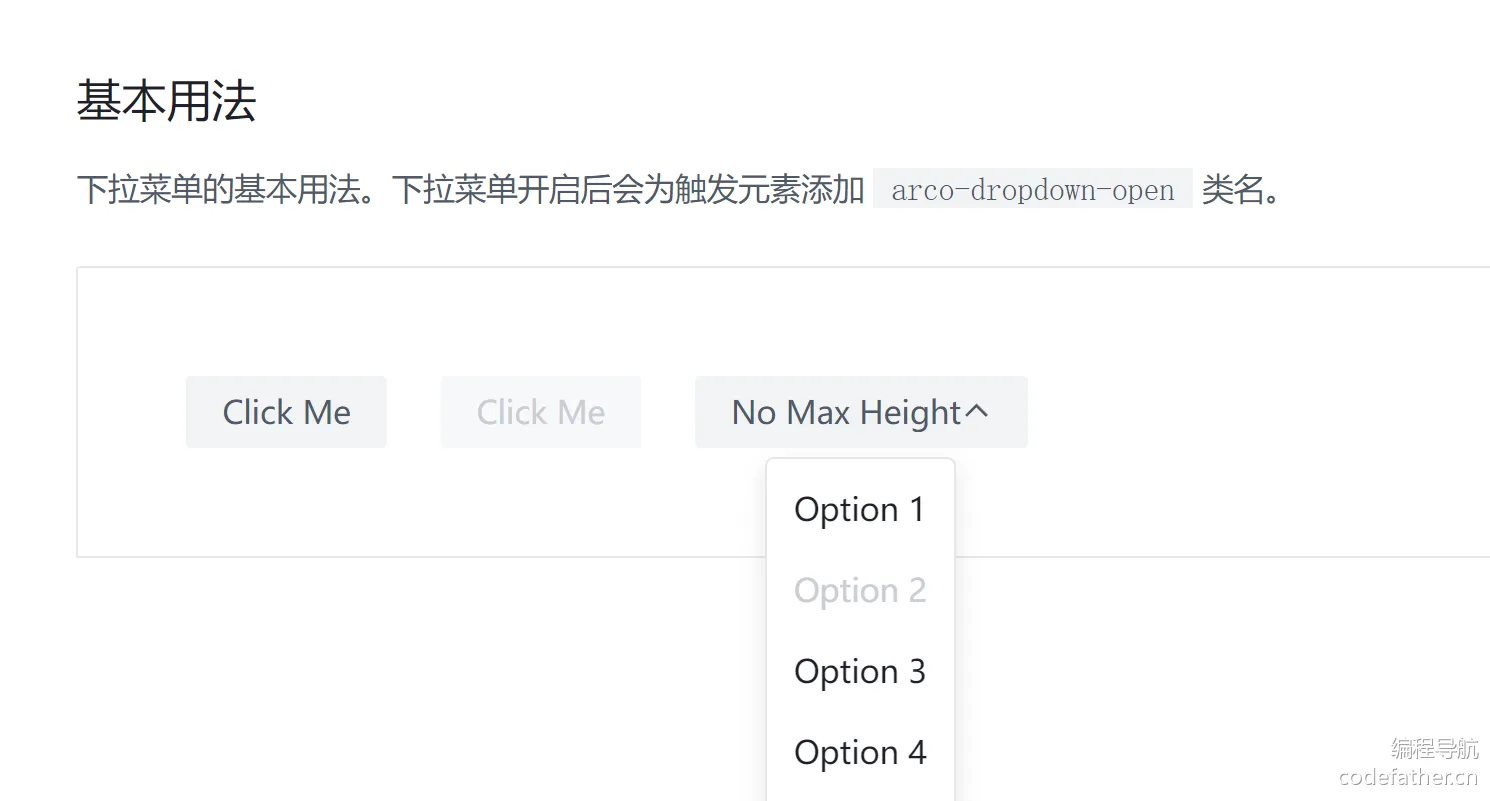 基本用法
下拉菜单的基本用法。下拉菜单开启后会为触发元素添加 arco-dropdown-open 类名。
Click Me Click Me No Max Height
Option 1
Option 2
Option 3
Option 4
编程导航
codefather.cn